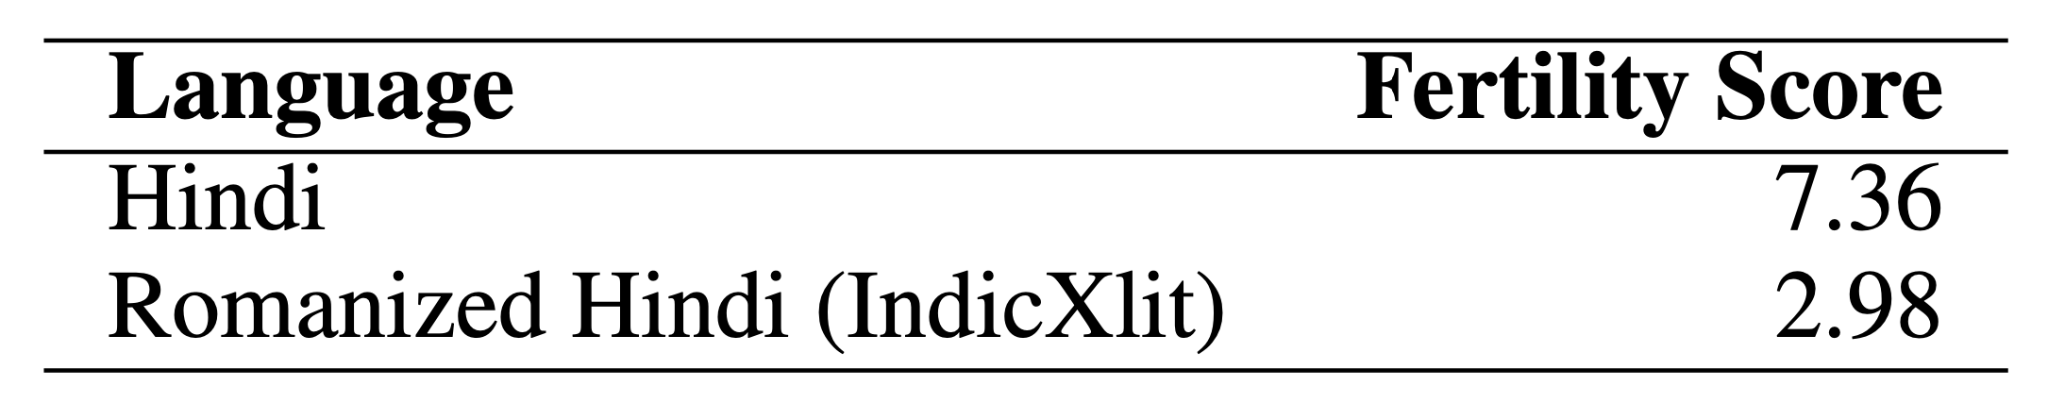 Language Fertility Score
Hindi 7.36
Romanized Hindi (IndicXlit) 2.98